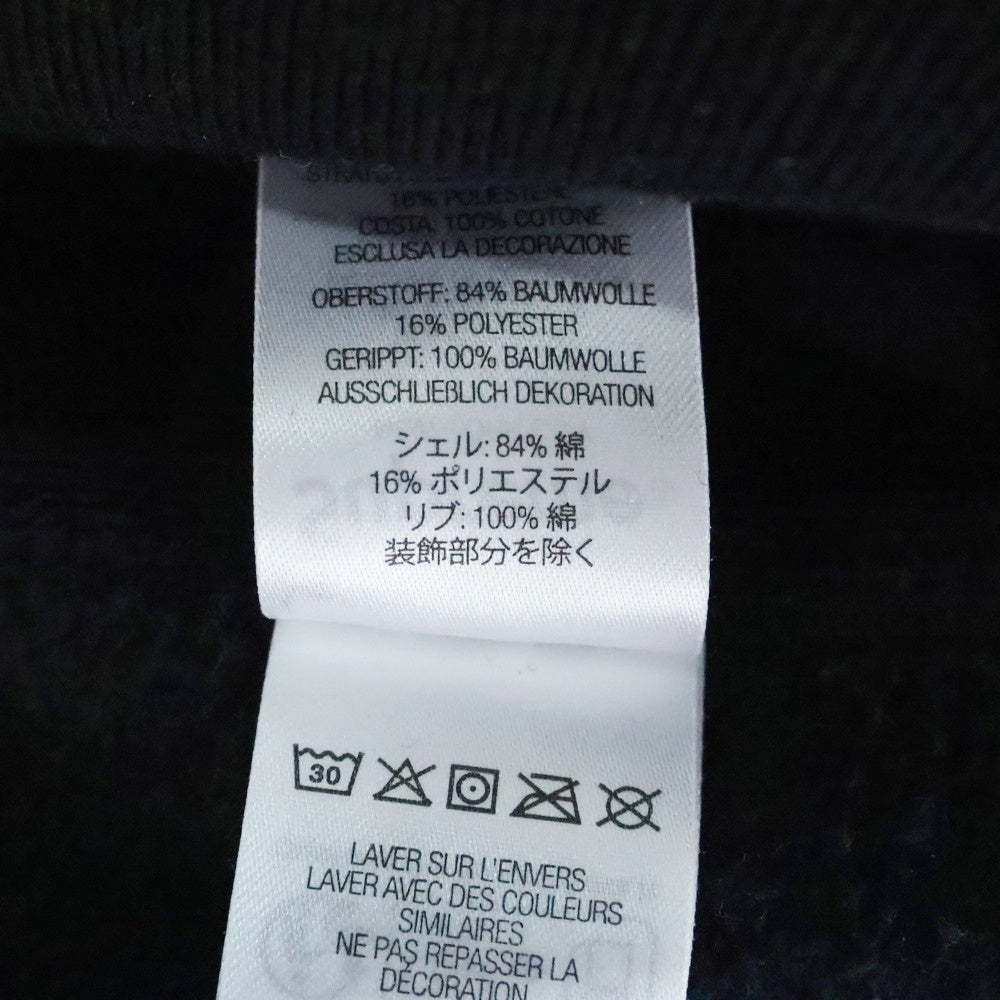 16% POLIESTERE
COSTA: 100% COTONE
ESCLUSA LA DECORAZIONE
OBERSTOFF: 84% BAUMWOLLE
16% POLYESTER
GERIPPT: 100% BAUMWOLLE
AUSSCHLIEßLICH DEKORATION
シェル: 84% 綿
16% ポリエステル
リブ: 100% 綿
装飾部分を除く
30
LAVER SUR L'ENVERS
LAVER AVEC DES COULEURS
SIMILAIRES
NE PAS REPASSER LA
DÉCORATION